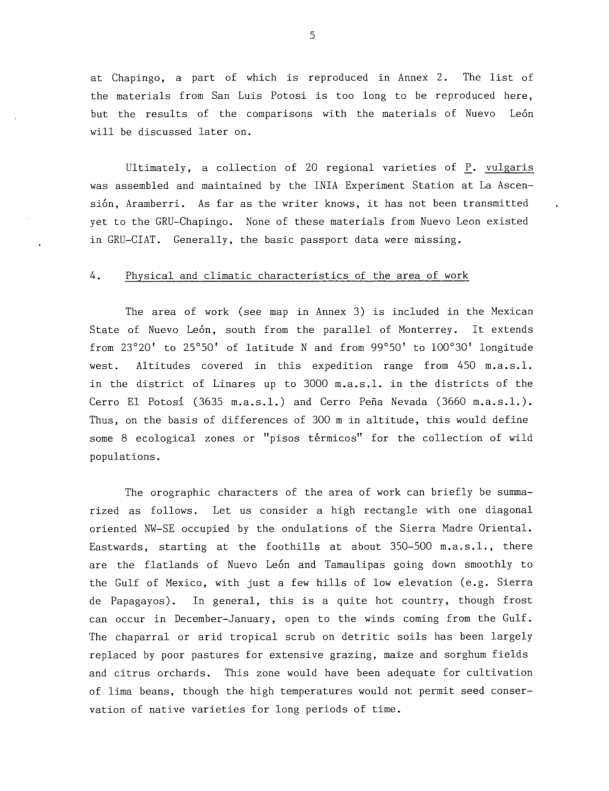 5
at Chapingo, a part of which is reproduced in Annex 2. The list of
the materials from San Luis Potosi is too long to be reproduced here,
but the results of the comparisons with the materials of Nuevo León
will be discussed later on.
Ultimately, a collection of 20 regional varieties of P. vulgaris
was assembled and maintained by the INIA Experiment Station at La Ascen-
sión, Aramberri. As far as the writer knows, it has not been transmitted
yet to the GRU-Chapingo. None of these materials from Nuevo Leon existed
in GRU-CIAT. Generally, the basic passport data were missing.
4. Physical and climatic characteristics of the area of work
The area of work (see map in Annex 3) is included in the Mexican
State of Nuevo León, south from the parallel of Monterrey. It extends
from 23°20' to 25°50' of latitude N and from 99°50' to 100°30' longitude
west. Altitudes covered in this expedition range from 450 m.a.s.l.
in the district of Linares up to 3000 m.a.s.l. in the districts of the
Cerro El Potosí (3635 m.a.s.l.) and Cerro Peña Nevada (3660 m.a.s.l.).
Thus, on the basis of differences of 300 m in altitude, this would define
some 8 ecological zones or "pisos térmicos" for the collection of wild
populations.
The orographic characters of the area of work can briefly be summa-
rized as follows. Let us consider a high rectangle with one diagonal
oriented NW-SE occupied by the ondulations of the Sierra Madre Oriental.
Eastwards, starting at the foothills at about 350-500 m.a.s.l., there
are the flatlands of Nuevo León and Tamaulipas going down smoothly to
the Gulf of Mexico, with just a few hills of low elevation (e.g. Sierra
de Papagayos). In general, this is a quite hot country, though frost
can occur in December-January, open to the winds coming from the Gulf.
The chaparral or arid tropical scrub on detritic soils has been largely
replaced by poor pastures for extensive grazing, maize and sorghum fields
and citrus orchards. This zone would have been adequate for cultivation
of lima beans, though the high temperatures would not permit seed conser-
vation of native varieties for long periods of time.